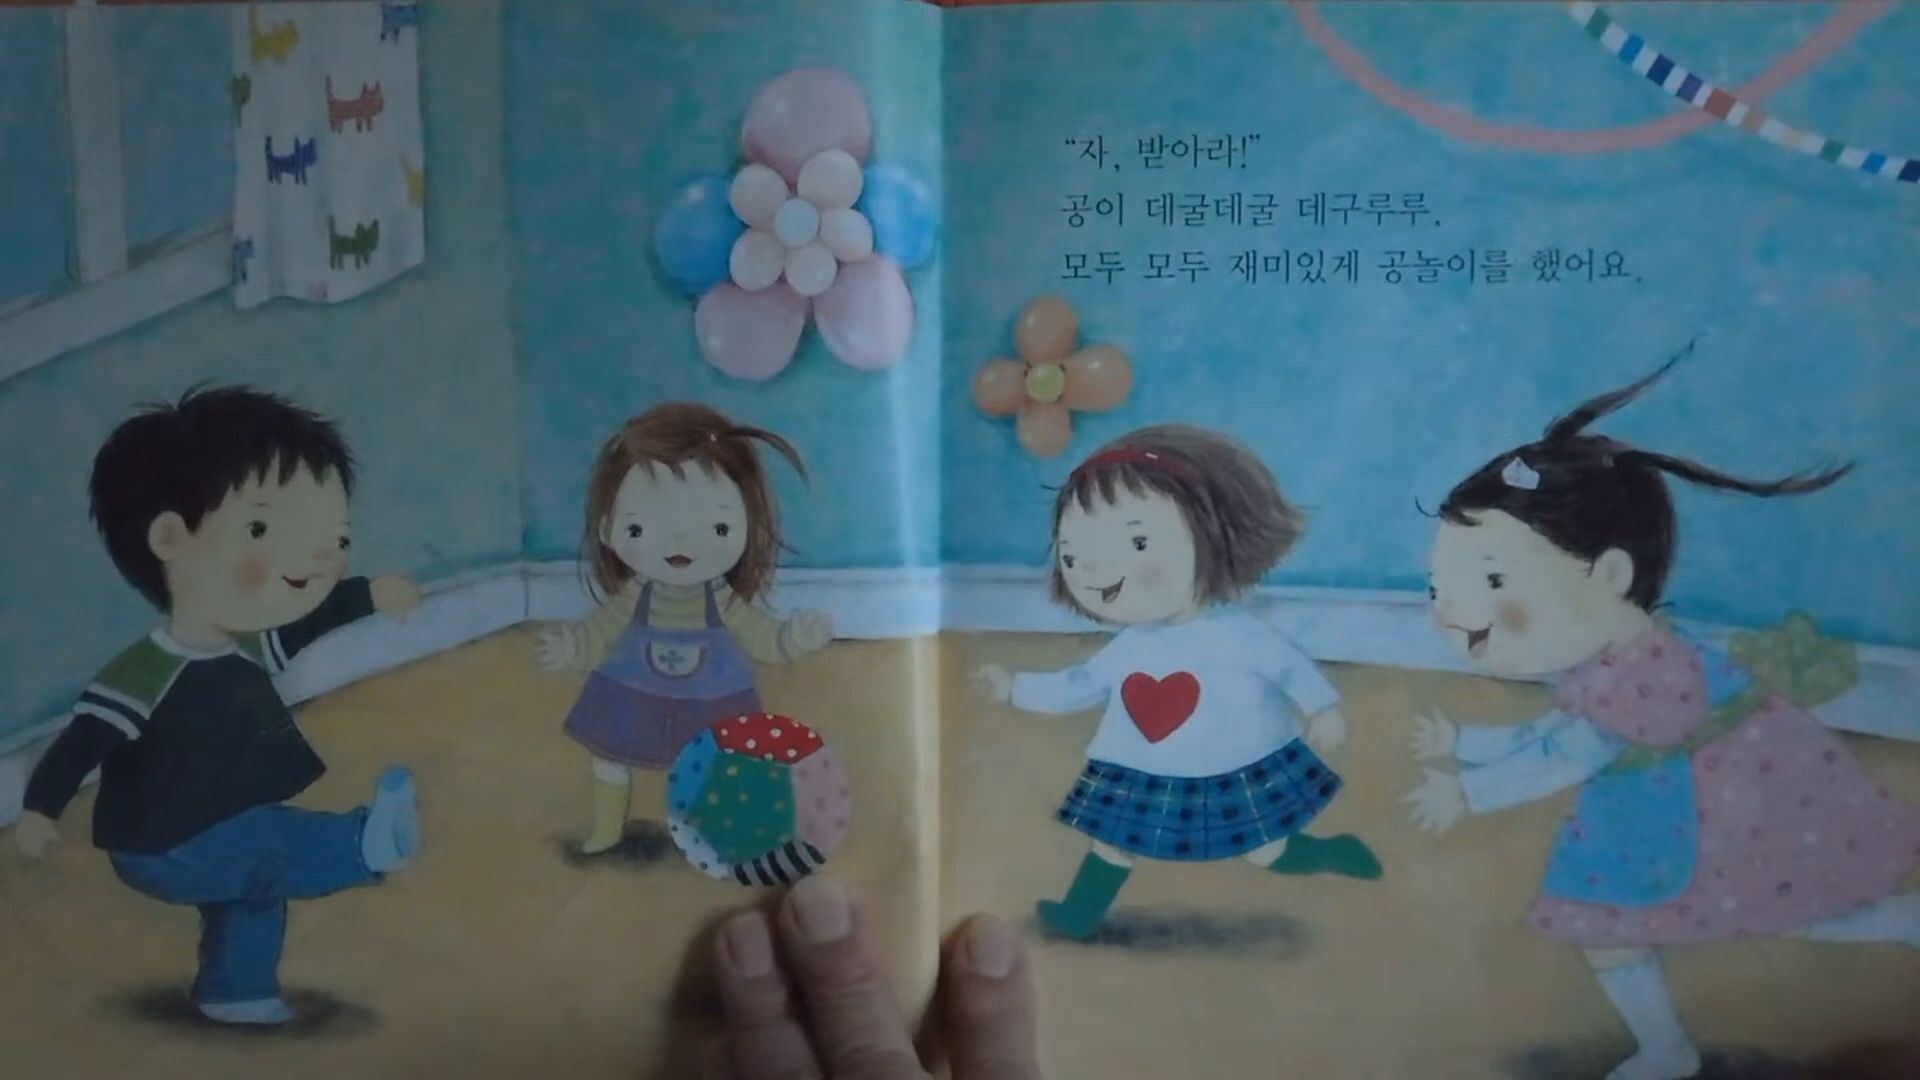 “자, 받아라!”
공이 데굴데굴 데구루루.
모두 모두 재미있게 공놀이를 했어요.